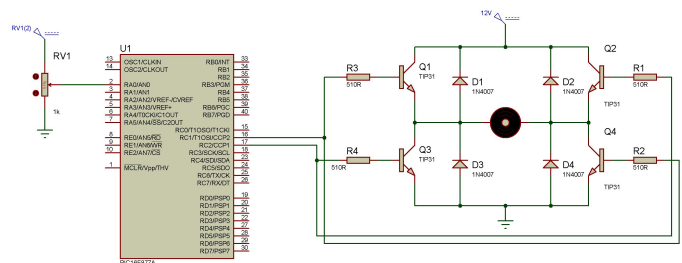 RV1(2)
12V
RV1
1k
U1
13 OSC1/CLKIN
14 OSC2/CLKOUT
2 RA0/AN0
3 RA1/AN1
4 RA2/AN2/VREF-/CVREF
5 RA3/AN3/VREF+
6 RA4/T0CKI/C1OUT
7 RA5/AN4/SS/C2OUT
8 RE0/AN5/RD
9 RE1/AN6/WR
10 RE2/AN7/CS
1 MCLR/Vpp/THV
RB0/INT 33
RB1 34
RB2 35
RB3/PGM 36
RB4 37
RB5 38
RB6/PGC 39
RB7/PGD 40
RC0/T1OSO/T1CKI 15
RC1/T1OSI/CCP2 16
RC2/CCP1 17
RC3/SCK/SCL 18
RC4/SDI/SDA 23
RC5/SDO 24
RC6/TX/CK 25
RC7/RX/DT 26
RD0/PSP0 19
RD1/PSP1 20
RD2/PSP2 21
RD3/PSP3 22
RD4/PSP4 27
RD5/PSP5 28
RD6/PSP6 29
RD7/PSP7 30
PIC16F877A
R3
510R
Q1
TIP31
D1
1N4007
D2
1N4007
Q2
TIP31
R1
510R
R4
510R
Q3
TIP31
D3
1N4007
D4
1N4007
Q4
TIP31
R2
510R